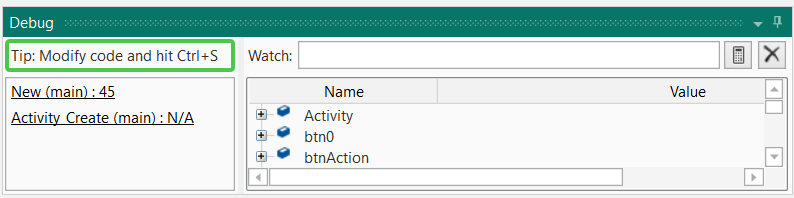 Debug
Tip: Modify code and hit Ctrl+S
Watch:
New (main) : 45
Activity_Create (main) : N/A
Name Value
Activity
btn0
btnAction